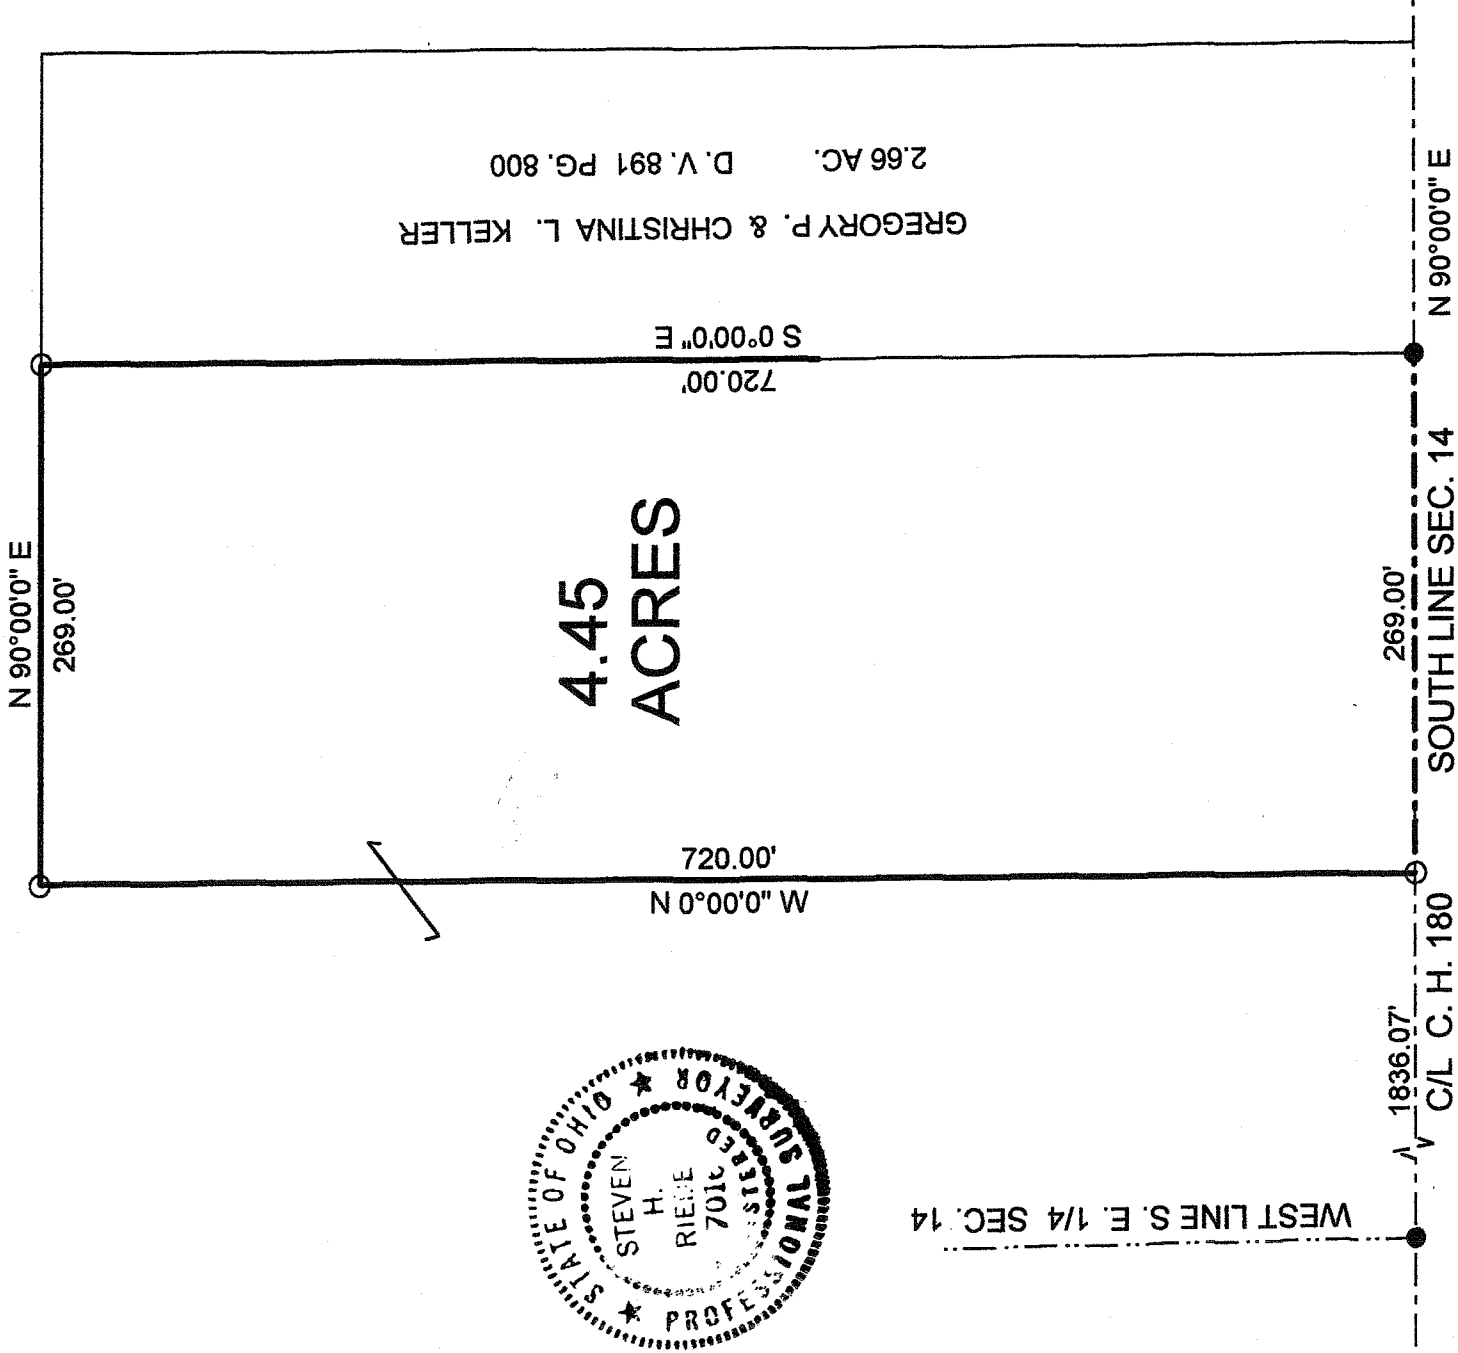 N 90°00'0" E
269.00'
2.66 AC. D. V. 891 PG. 800
GREGORY P. & CHRISTINA L. KELLER
S 0°00'0" E
720.00'
4.45
ACRES
720.00'
N 0°00'0" W
N 90°00'0" E
269.00'
SOUTH LINE SEC. 14
1836.07'
C/L C. H. 180
WEST LINE S. E. 1/4 SEC. 14
STATE OF OHIO
STEVEN
H.
PROFESSIONAL SURVEYOR